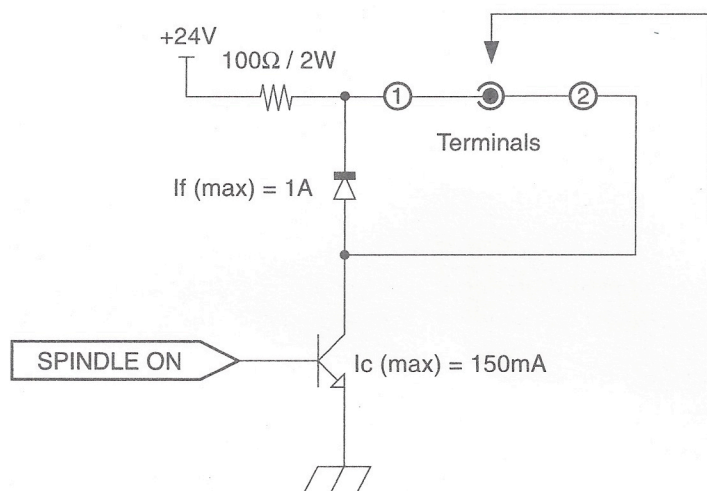 +24V
100Ω / 2W
1
2
Terminals
If (max) = 1A
SPINDLE ON
Ic (max) = 150mA